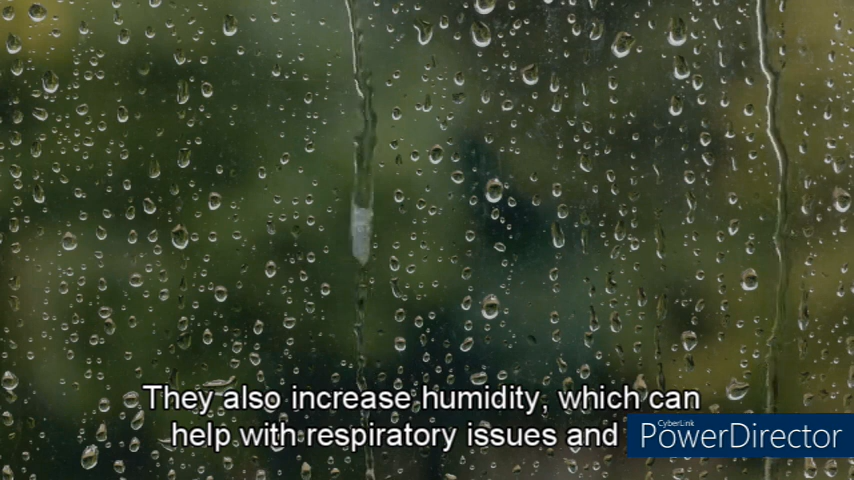 They also increase humidity, which can
help with respiratory issues and
CyberLink
PowerDirector